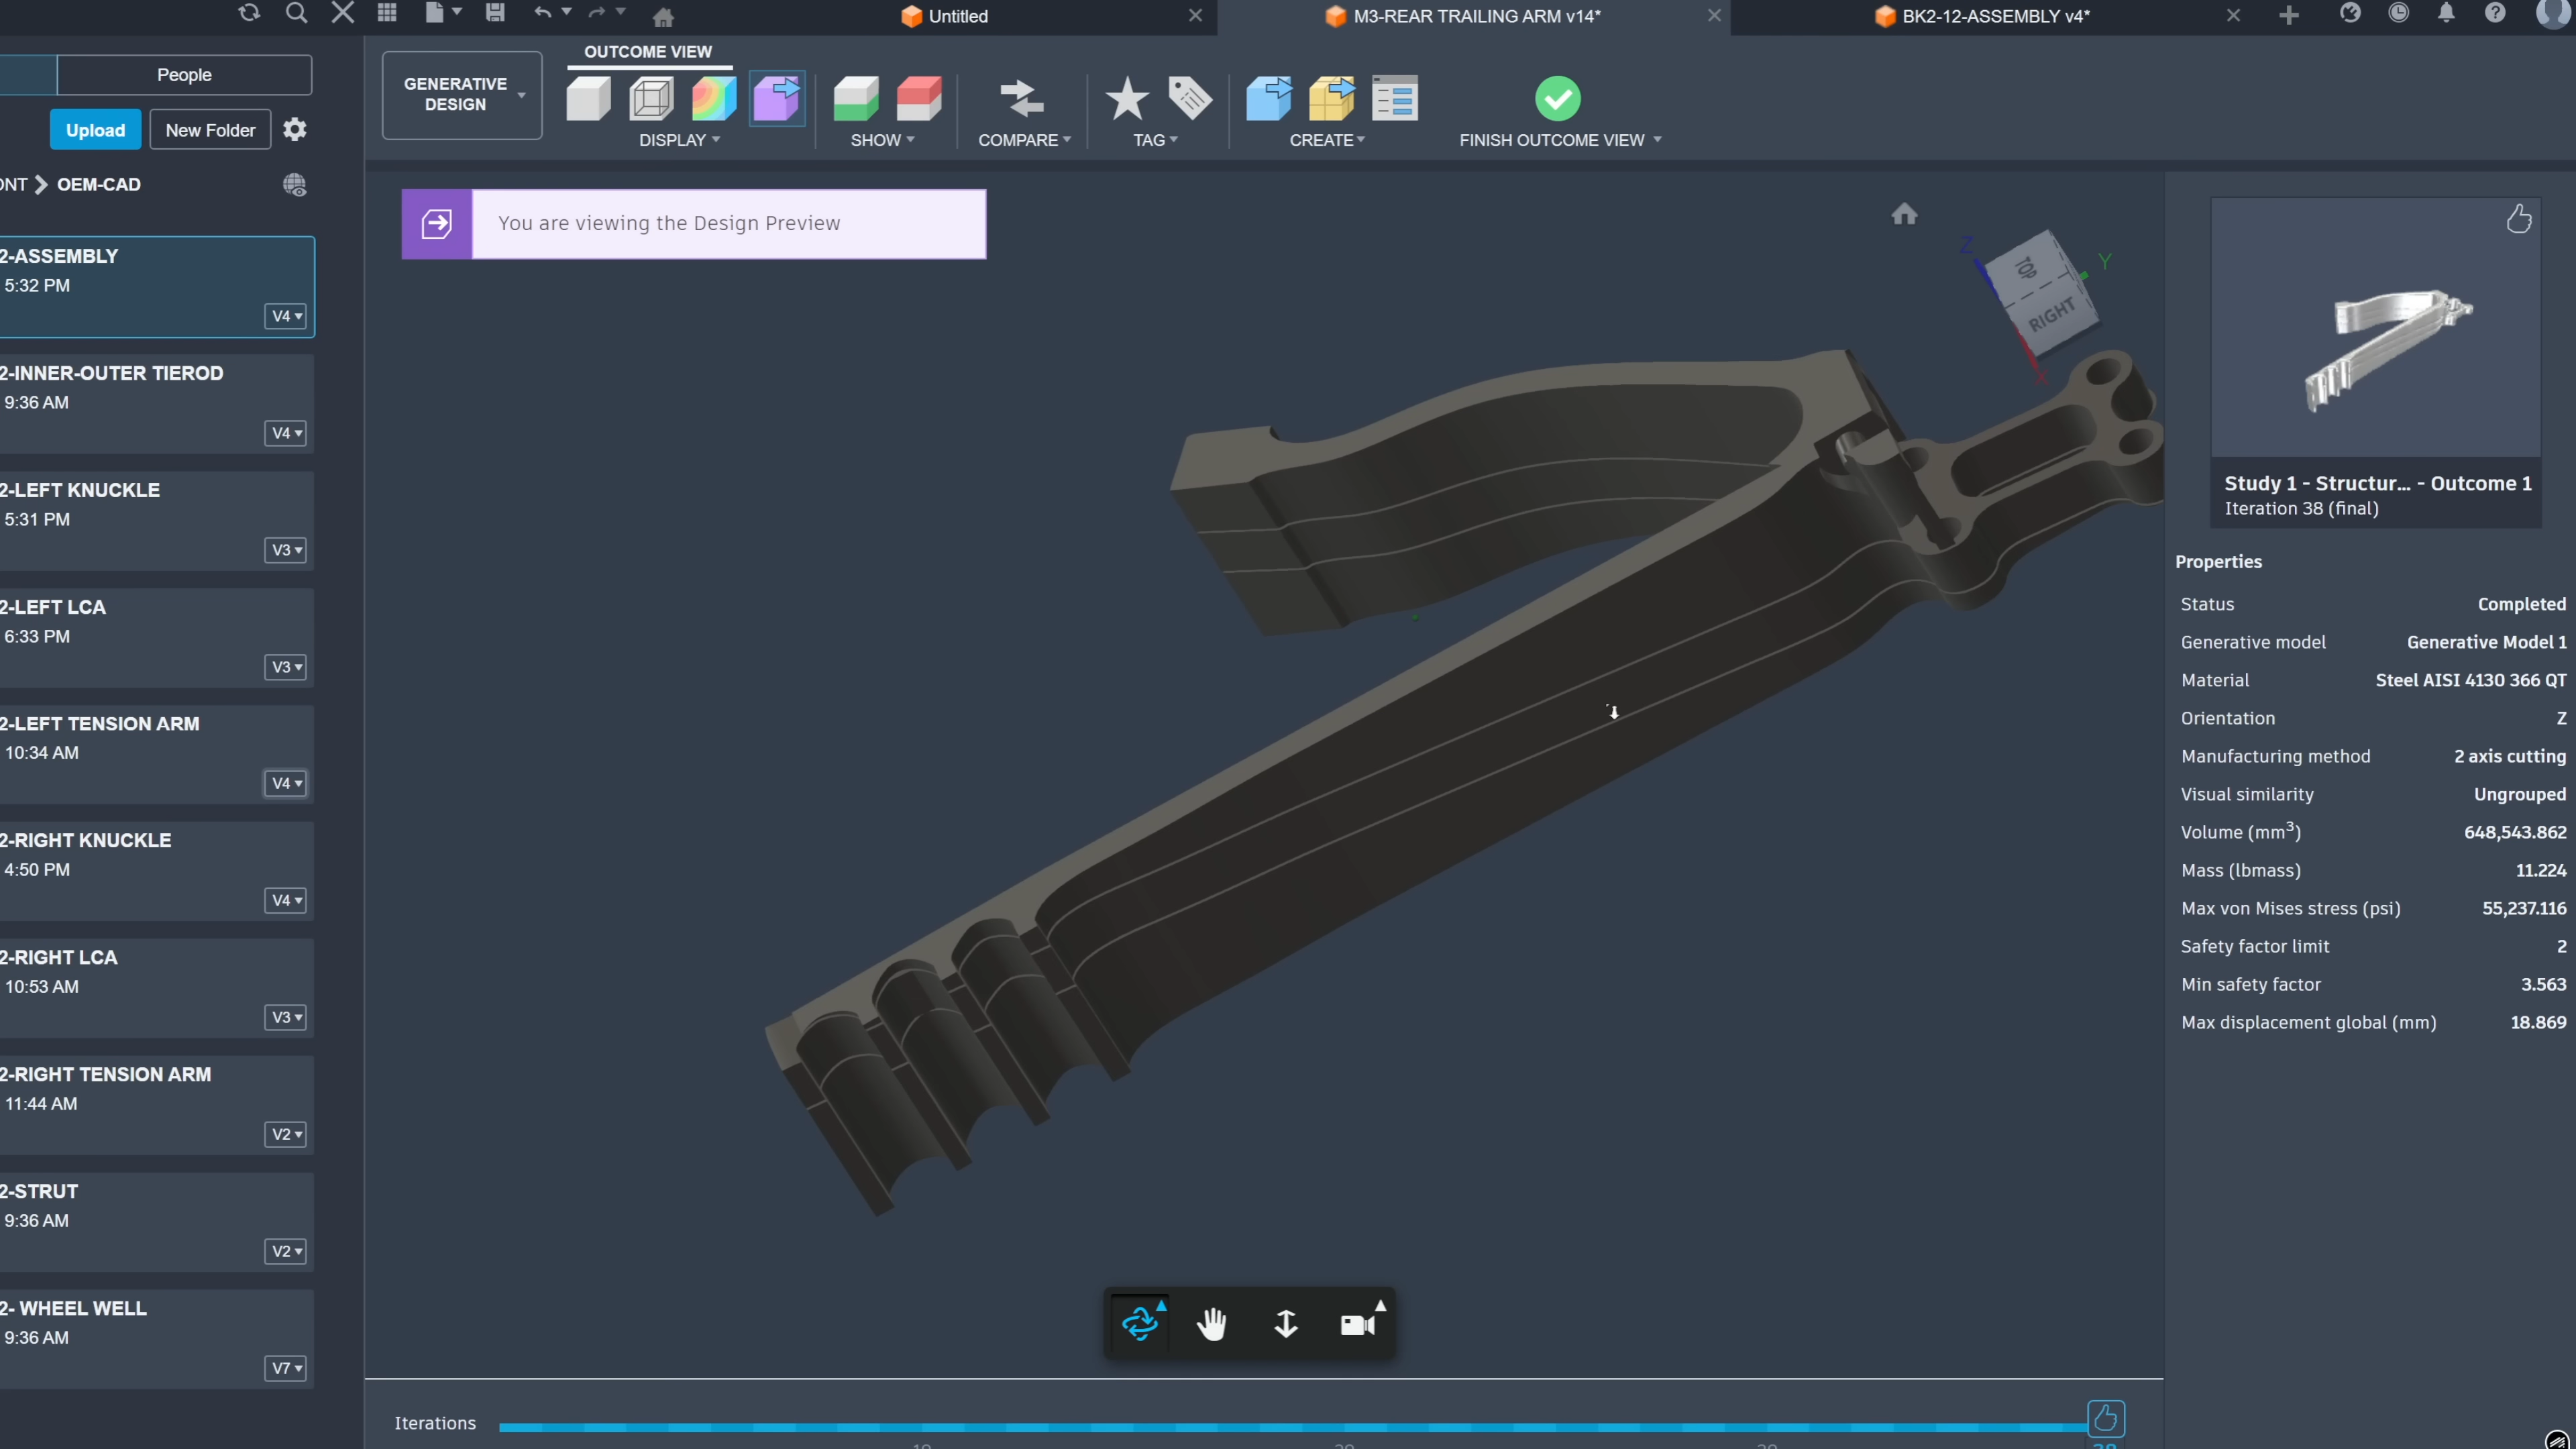 Untitled
M3-REAR TRAILING ARM v14*
BK2-12-ASSEMBLY v4*
People
Upload
New Folder
ONT > OEM-CAD
2-ASSEMBLY
5:32 PM
V4
2-INNER-OUTER TIEROD
9:36 AM
V4
2-LEFT KNUCKLE
5:31 PM
V3
2-LEFT LCA
6:33 PM
V3
2-LEFT TENSION ARM
10:34 AM
V4
2-RIGHT KNUCKLE
4:50 PM
V4
2-RIGHT LCA
10:53 AM
V3
2-RIGHT TENSION ARM
11:44 AM
V2
2-STRUT
9:36 AM
V2
2- WHEEL WELL
9:36 AM
V7
GENERATIVE
DESIGN
OUTCOME VIEW
DISPLAY
SHOW
COMPARE
TAG
CREATE
FINISH OUTCOME VIEW
You are viewing the Design Preview
Z
Y
TOP
RIGHT
X
Study 1 - Structur... - Outcome 1
Iteration 38 (final)
Properties
Status Completed
Generative model Generative Model 1
Material Steel AISI 4130 366 QT
Orientation Z
Manufacturing method 2 axis cutting
Visual similarity Ungrouped
Volume (mm3) 648,543.862
Mass (lbmass) 11.224
Max von Mises stress (psi) 55,237.116
Safety factor limit 2
Min safety factor 3.563
Max displacement global (mm) 18.869
Iterations